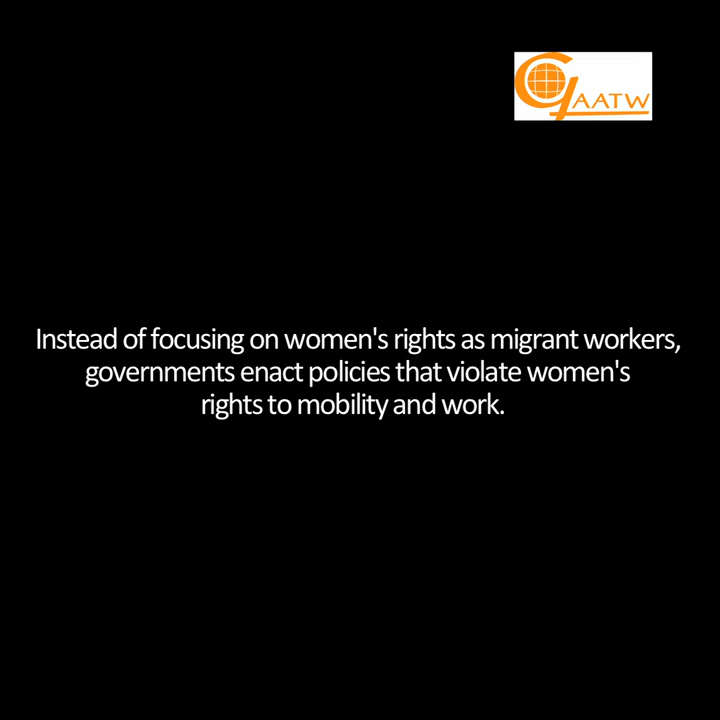 GAATW
Instead of focusing on women's rights as migrant workers,
governments enact policies that violate women's
rights to mobility and work.